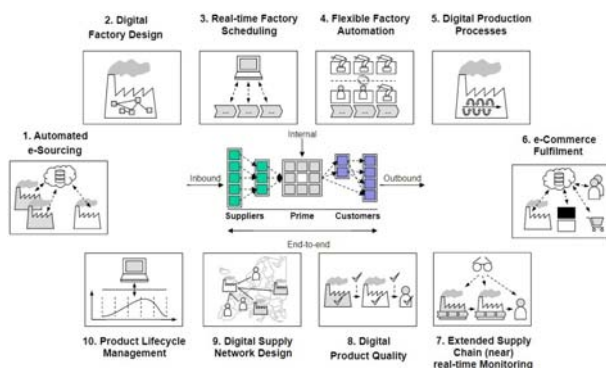 2. Digital
Factory Design
3. Real-time Factory
Scheduling
4. Flexible Factory
Automation
5. Digital Production
Processes
1. Automated
e-Sourcing
Internal
6. e-Commerce
Fulfilment
Inbound
Outbound
Suppliers
Prime
Customers
End-to-end
10. Product Lifecycle
Management
9. Digital Supply
Network Design
8. Digital
Product Quality
7. Extended Supply
Chain (near)
real-time Monitoring